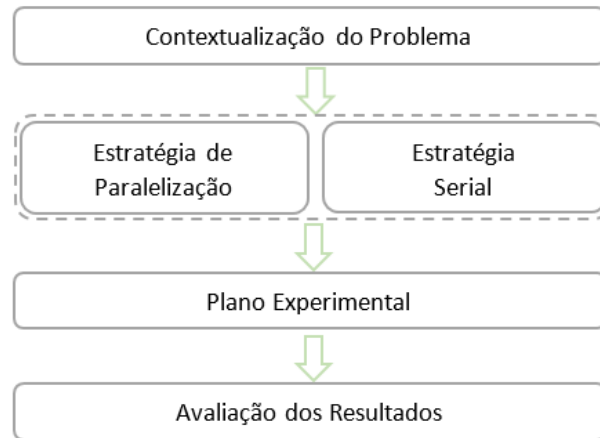 Contextualização do Problema
Estratégia de
Paralelização
Estratégia
Serial
Plano Experimental
Avaliação dos Resultados